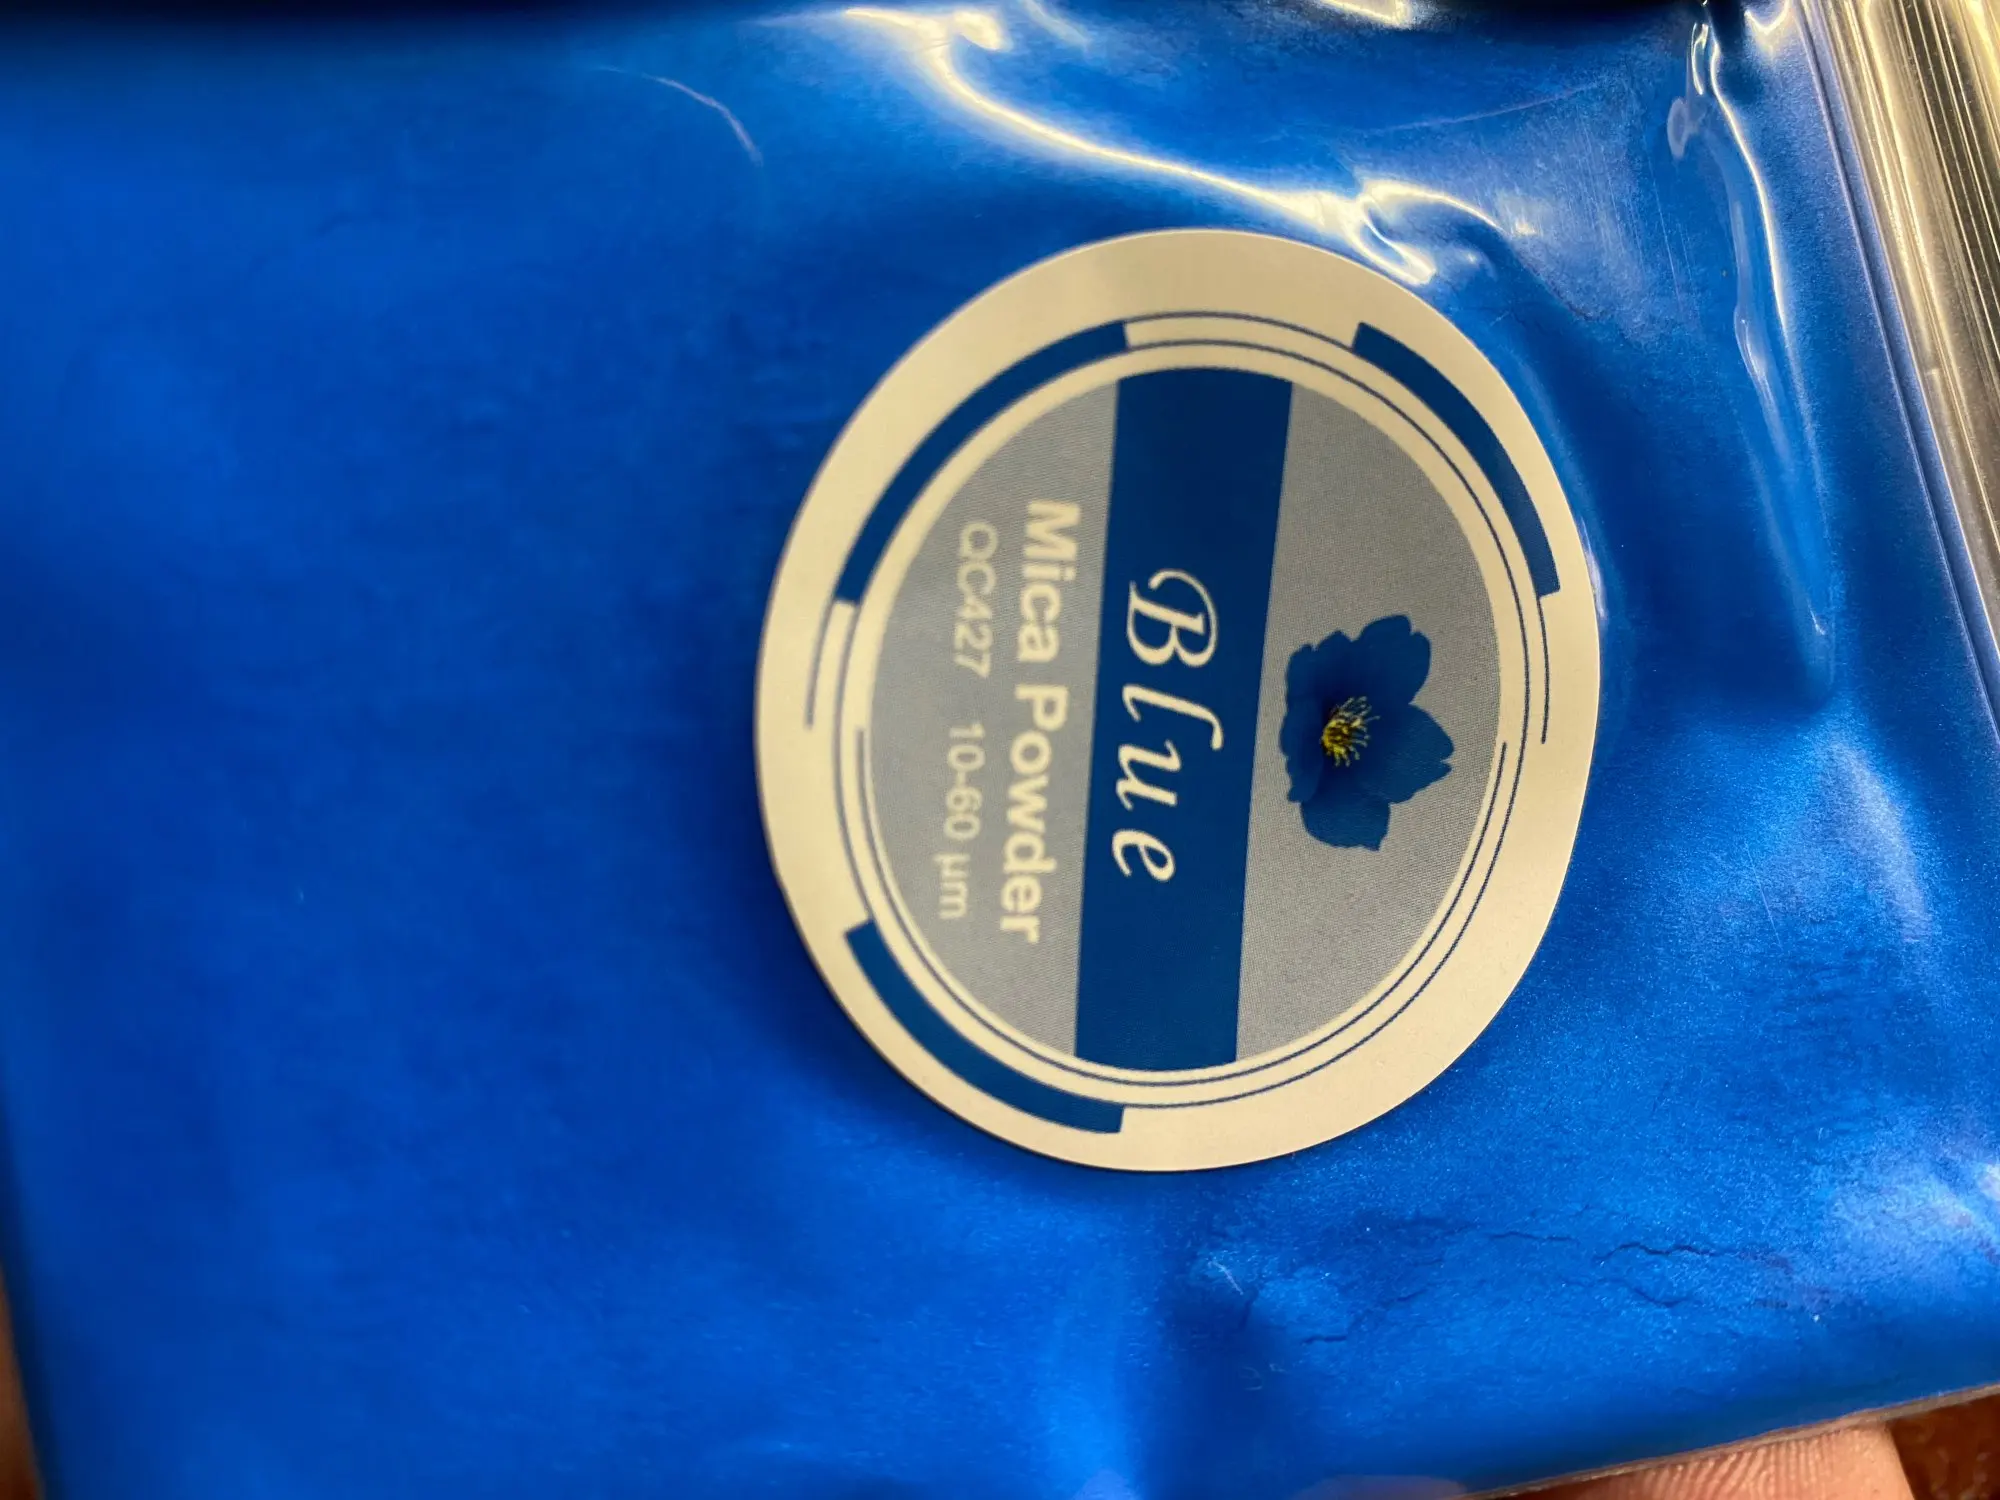 Blue
Mica Powder
QC427 10-60 µm